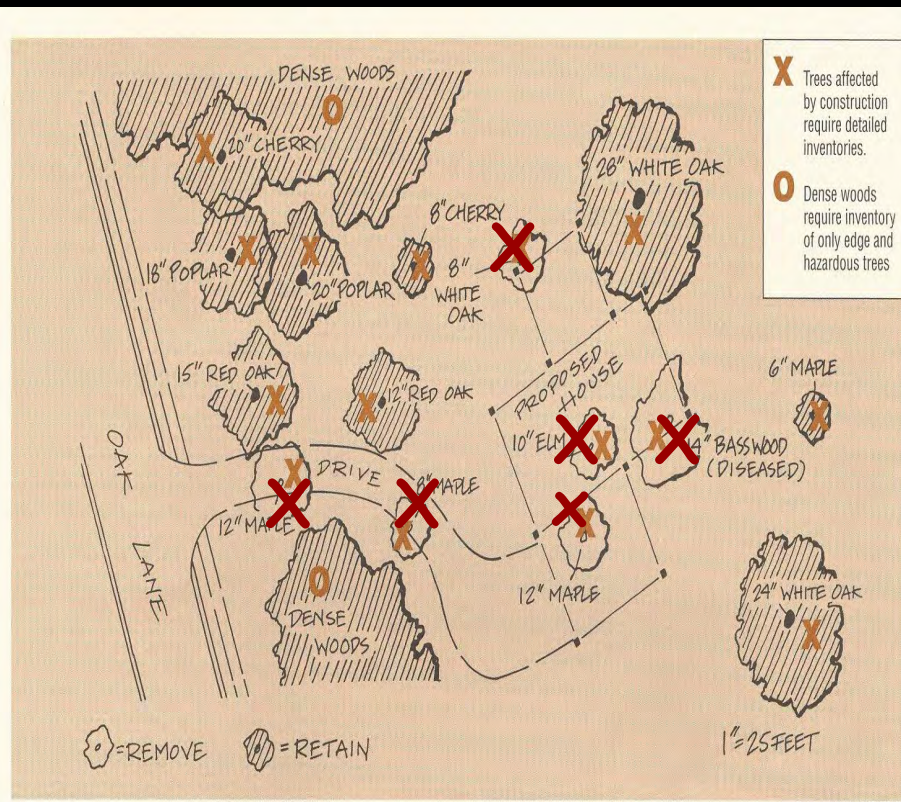 DENSE WOODS
X Trees affected
by construction
require detailed
inventories.
O Dense woods
require inventory
of only edge and
hazardous trees
20" CHERRY
28" WHITE OAK
8" CHERRY
18" POPLAR
20" POPLAR
8"
WHITE
OAK
15" RED OAK
12" RED OAK
PROPOSED
HOUSE
6" MAPLE
10" ELM
14" BASSWOOD
(DISEASED)
OAK
LANE
DRIVE
8" MAPLE
12" MAPLE
12" MAPLE
24" WHITE OAK
DENSE
WOODS
=REMOVE
=RETAIN
1"=25FEET